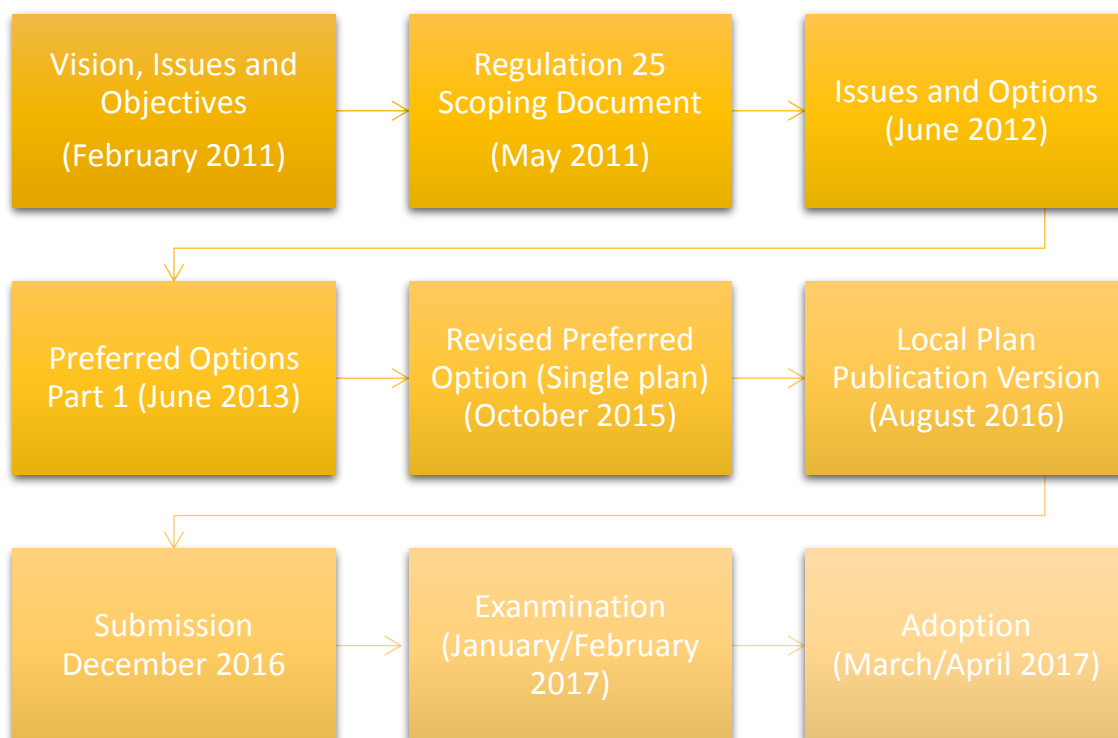 Vision, Issues and
Objectives
(February 2011)
Regulation 25
Scoping Document
(May 2011)
Issues and Options
(June 2012)
Preferred Options
Part 1 (June 2013)
Revised Preferred
Option (Single plan)
(October 2015)
Local Plan
Publication Version
(August 2016)
Submission
December 2016
Exanmination
(January/February
2017)
Adoption
(March/April 2017)